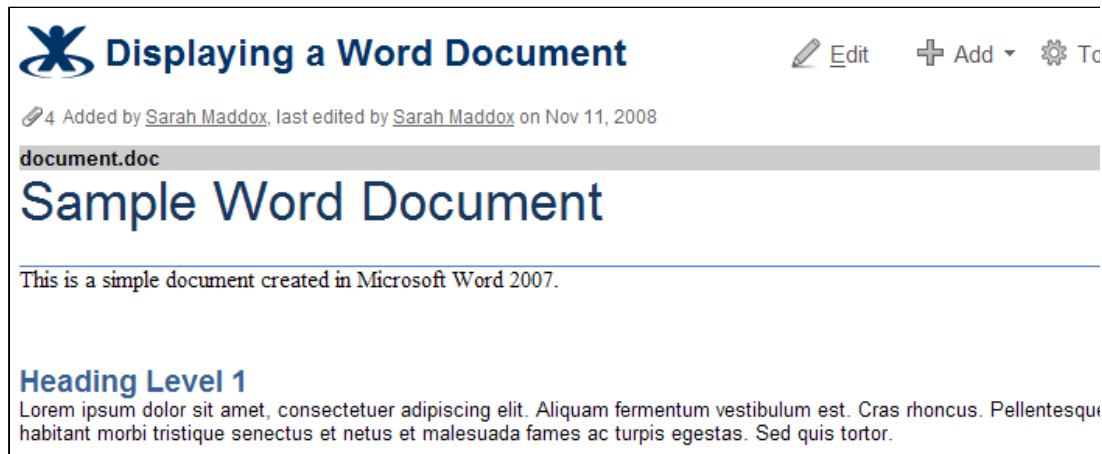 Displaying a Word Document
Edit Add To
4 Added by Sarah Maddox, last edited by Sarah Maddox on Nov 11, 2008
document.doc
Sample Word Document
This is a simple document created in Microsoft Word 2007.
Heading Level 1
Lorem ipsum dolor sit amet, consectetuer adipiscing elit. Aliquam fermentum vestibulum est. Cras rhoncus. Pellentesque
habitant morbi tristique senectus et netus et malesuada fames ac turpis egestas. Sed quis tortor.